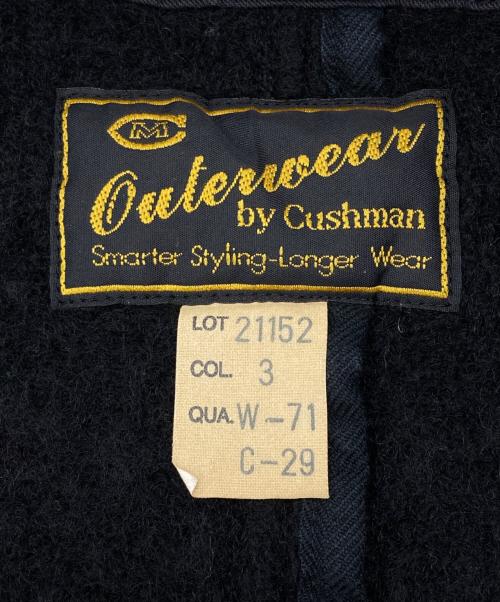 CM
Outerwear
by Cushman
Smarter Styling-Longer Wear
LOT 21152
COL. 3
QUA. W-71
C-29